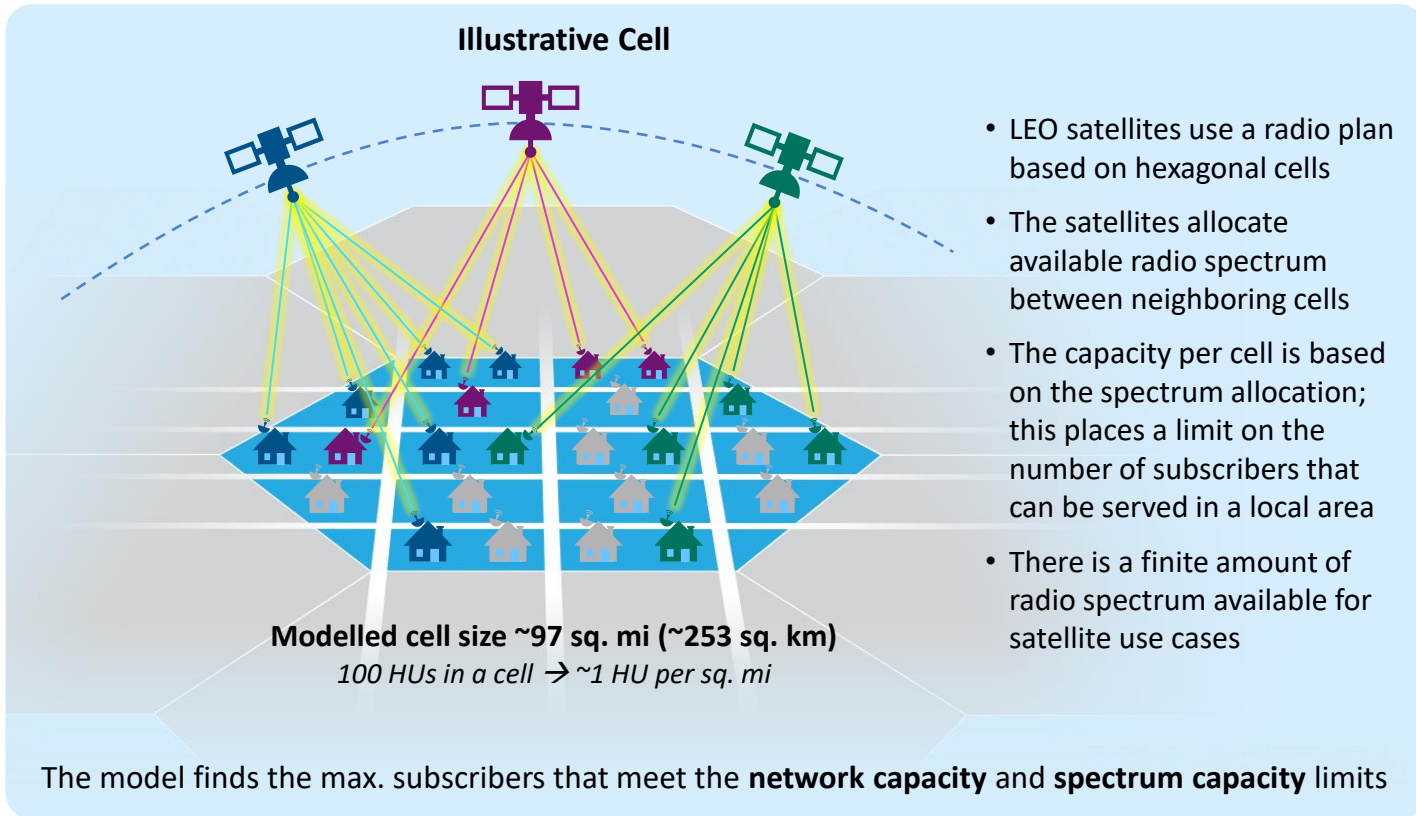 Illustrative Cell
• LEO satellites use a radio plan
based on hexagonal cells
• The satellites allocate
available radio spectrum
between neighboring cells
• The capacity per cell is based
on the spectrum allocation;
this places a limit on the
number of subscribers that
can be served in a local area
• There is a finite amount of
radio spectrum available for
satellite use cases
Modelled cell size ~97 sq. mi (~253 sq. km)
100 HUs in a cell → ~1 HU per sq. mi
The model finds the max. subscribers that meet the network capacity and spectrum capacity limits